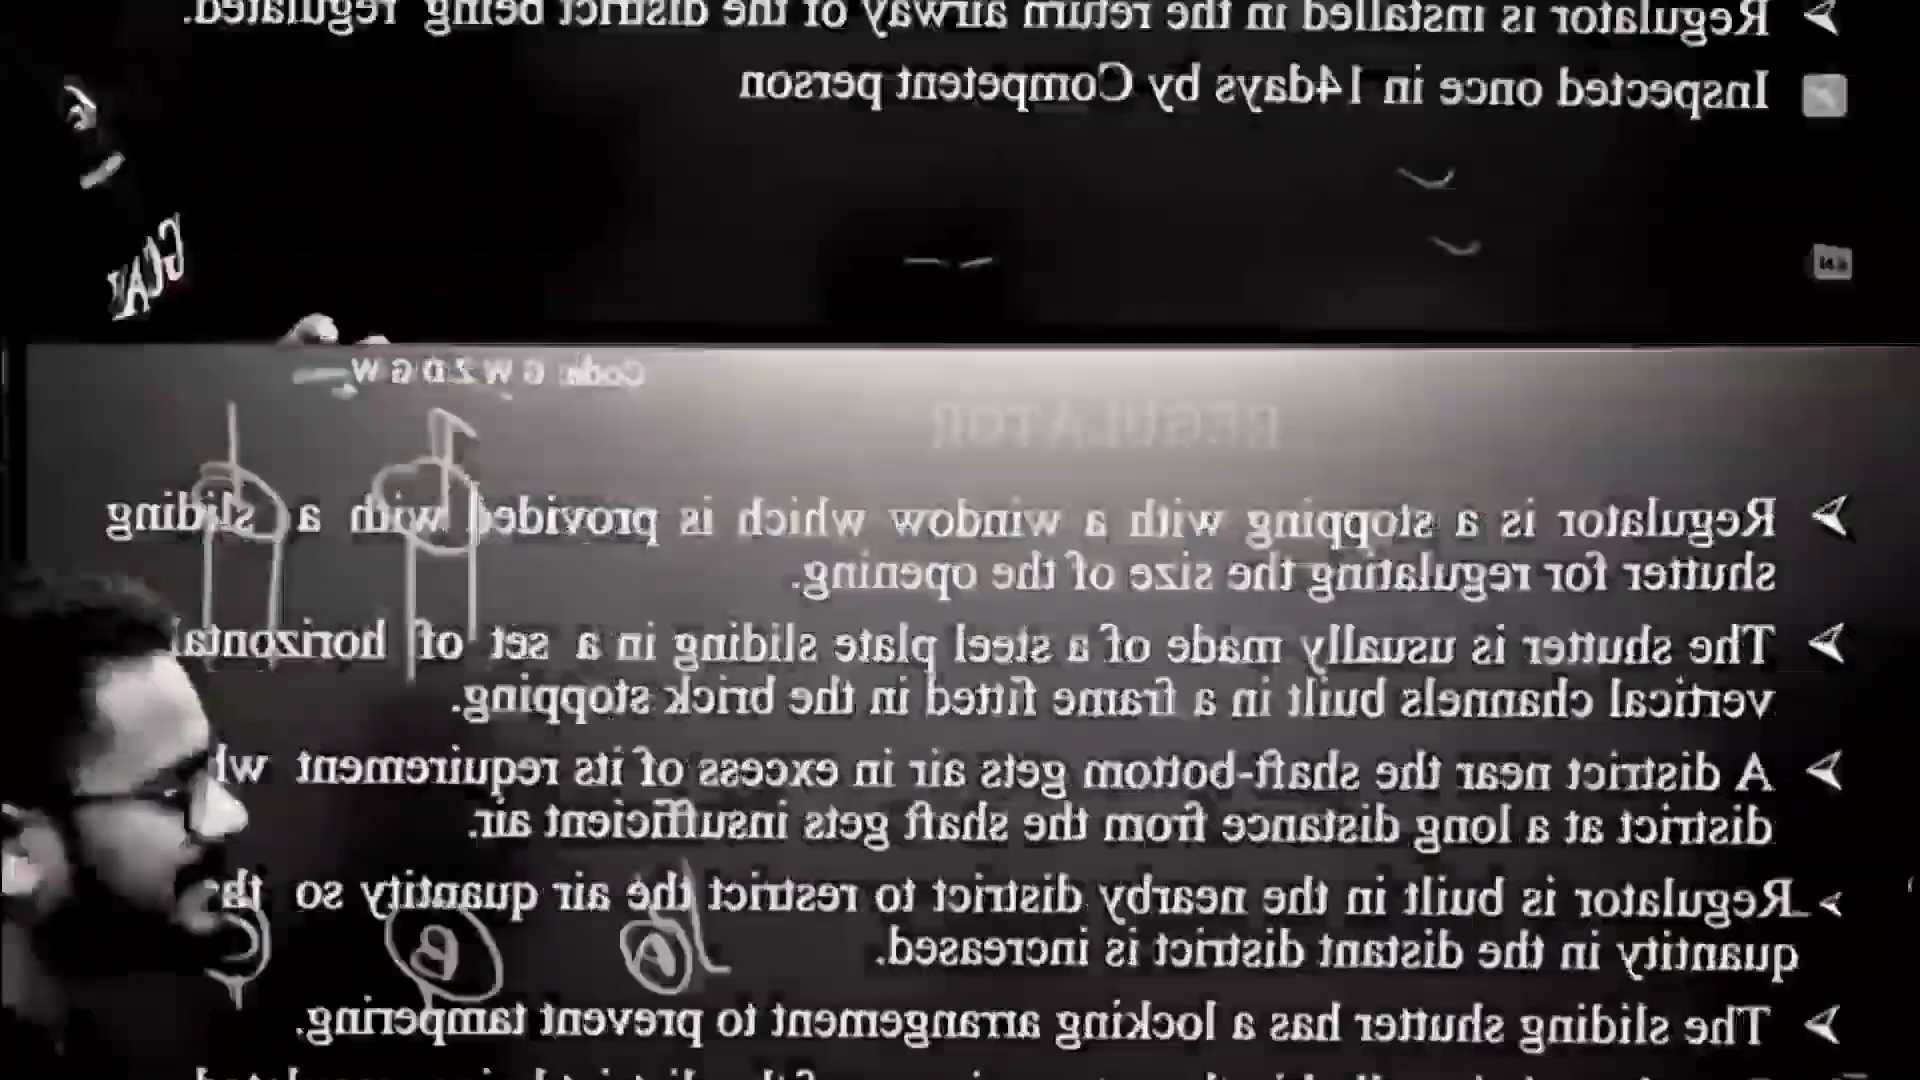 Regulator is installed in the return airway of the district being regulated.
Inspected once in 14days by Competent person
Code: G W Z D G W
REGULATOR
Regulator is a stopping with a window which is provided with a sliding
shutter for regulating the size of the opening.
The shutter is usually made of a steel plate sliding in a set of horizontal
vertical channels built in a frame fitted in the brick stopping.
A district near the shaft-bottom gets air in excess of its requirement
district at a long distance from the shaft gets insufficient air.
Regulator is built in the nearby district to restrict the air quantity so
quantity in the distant district is increased.
A B
The sliding shutter has a locking arrangement to prevent tampering.